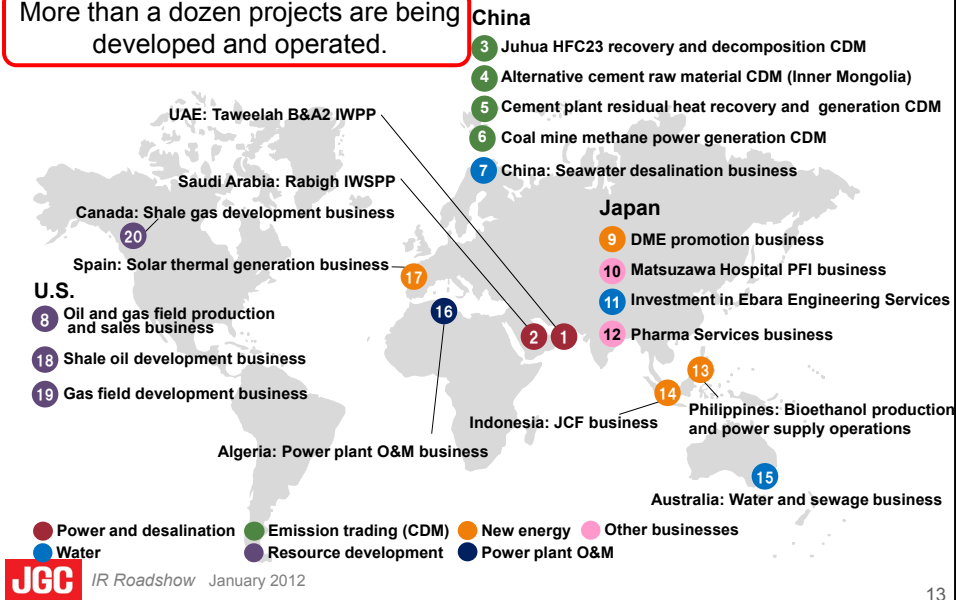 More than a dozen projects are being
developed and operated.
China
3 Juhua HFC23 recovery and decomposition CDM
4 Alternative cement raw material CDM (Inner Mongolia)
5 Cement plant residual heat recovery and generation CDM
6 Coal mine methane power generation CDM
7 China: Seawater desalination business
UAE: Taweelah B&A2 IWPP
Saudi Arabia: Rabigh IWSPP
Canada: Shale gas development business
20
Spain: Solar thermal generation business
17
Japan
9 DME promotion business
10 Matsuzawa Hospital PFI business
11 Investment in Ebara Engineering Services
12 Pharma Services business
U.S.
8 Oil and gas field production
and sales business
18 Shale oil development business
19 Gas field development business
16
2 1
13
14
Philippines: Bioethanol production
and power supply operations
Indonesia: JCF business
Algeria: Power plant O&M business
15
Australia: Water and sewage business
Power and desalination Emission trading (CDM) New energy Other businesses
Water Resource development Power plant O&M
JGC IR Roadshow January 2012
13